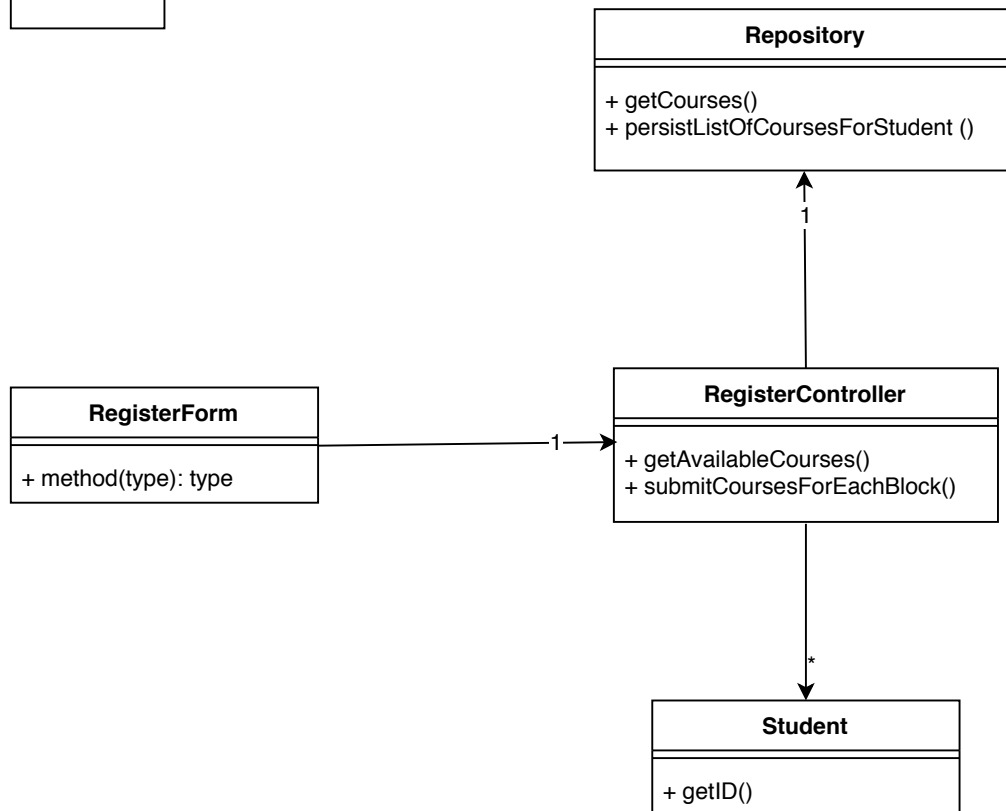 Repository
+ getCourses()
+ persistListOfCoursesForStudent ()
1
RegisterForm
+ method(type): type
1
RegisterController
+ getAvailableCourses()
+ submitCoursesForEachBlock()
*
Student
+ getID()